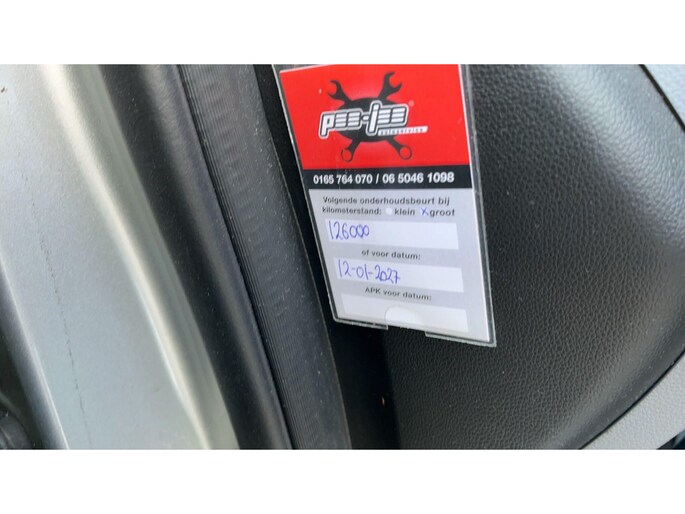 pee-jee®
autoservice
0165 764 070 / 06 5046 1098
Volgende onderhoudsbeurt bij
kilometerstand: klein X groot
126000
of voor datum:
12-01-2027
APK voor datum: